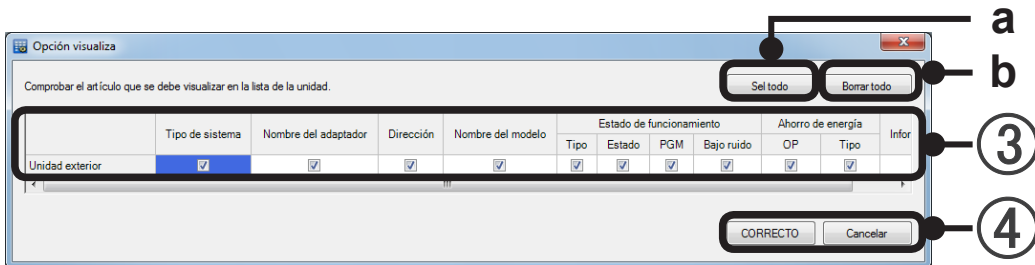 a
Opción visualiza
b
Comprobar el artículo que se debe visualizar en la lista de la unidad.
Sel todo
Borrar todo
Tipo de sistema
Nombre del adaptador
Dirección
Nombre del modelo
Estado de funcionamiento
Ahorro de energía
Infor
Tipo
Estado
PGM
Bajo ruido
OP
Tipo
③
Unidad exterior
CORRECTO
Cancelar
④